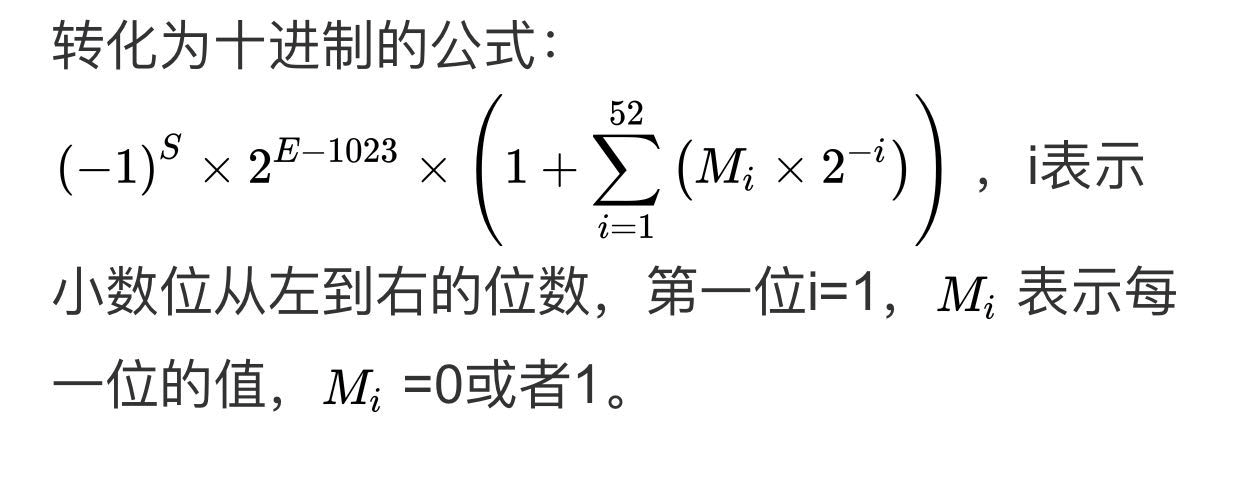 转化为十进制的公式：
$(-1)^S \times 2^{E-1023} \times \left(1+\sum_{i=1}^{52}\left(M_i \times 2^{-i}\right)\right)$ ，i表示
小数位从左到右的位数，第一位i=1，$M_i$ 表示每
一位的值，$M_i$ =0或者1。